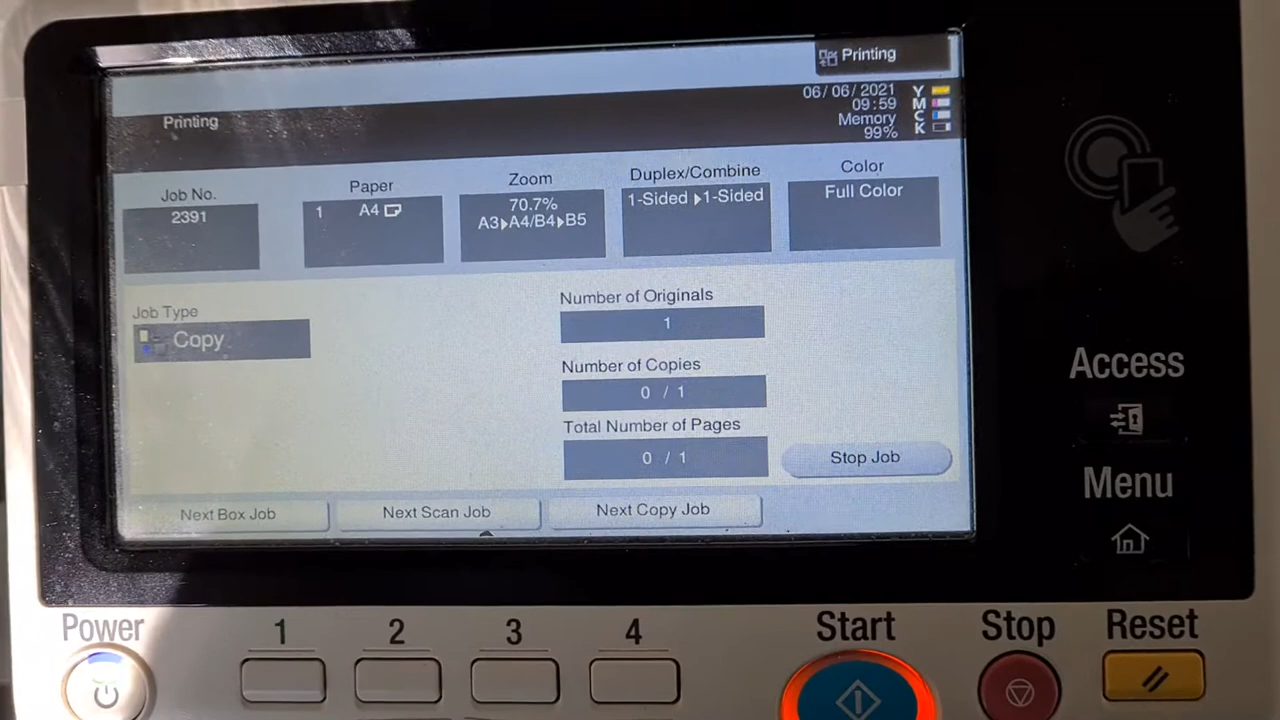 Printing
06/06/2021 Y
09:59 M
Memory C
99% K
Printing
Job No.
2391
Paper
1 A4
Zoom
70.7%
A3▶A4/B4▶B5
Duplex/Combine
1-Sided ▶1-Sided
Color
Full Color
Job Type
Copy
Number of Originals
1
Number of Copies
0 / 1
Total Number of Pages
0 / 1
Stop Job
Next Box Job
Next Scan Job
Next Copy Job
Access
Menu
Power
1
2
3
4
Start
Stop
Reset